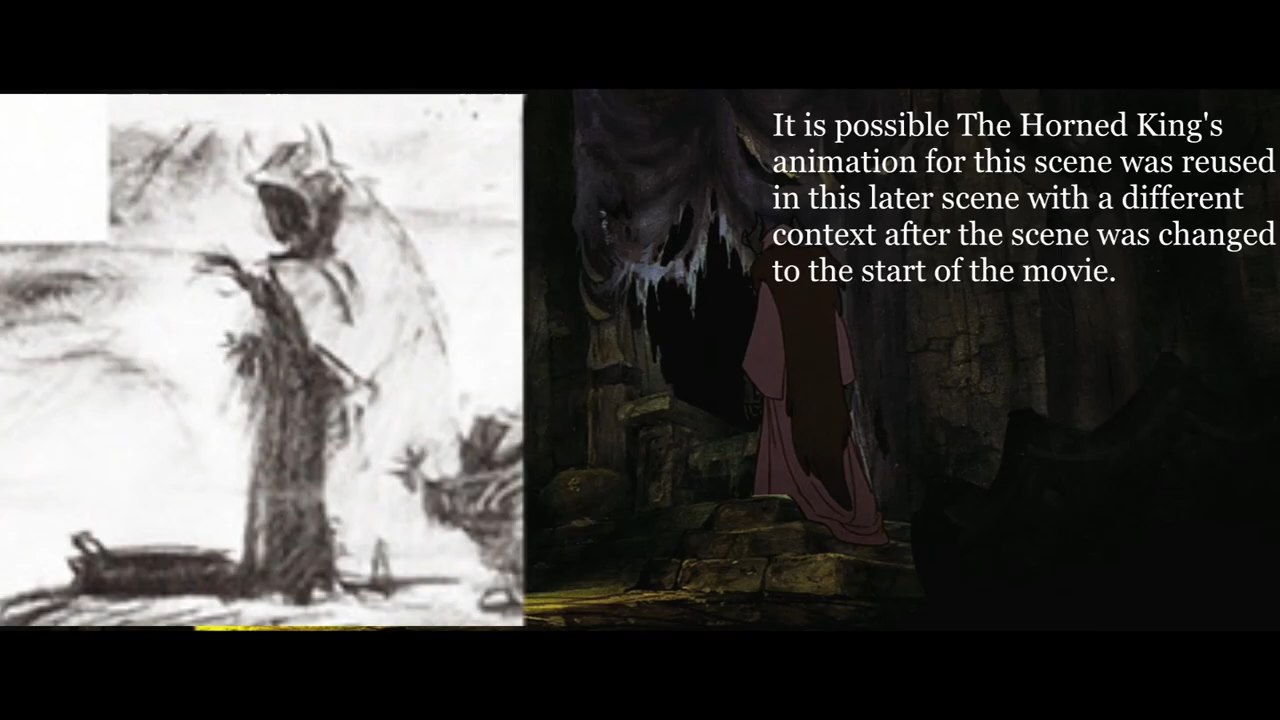 It is possible The Horned King's
animation for this scene was reused
in this later scene with a different
context after the scene was changed
to the start of the movie.